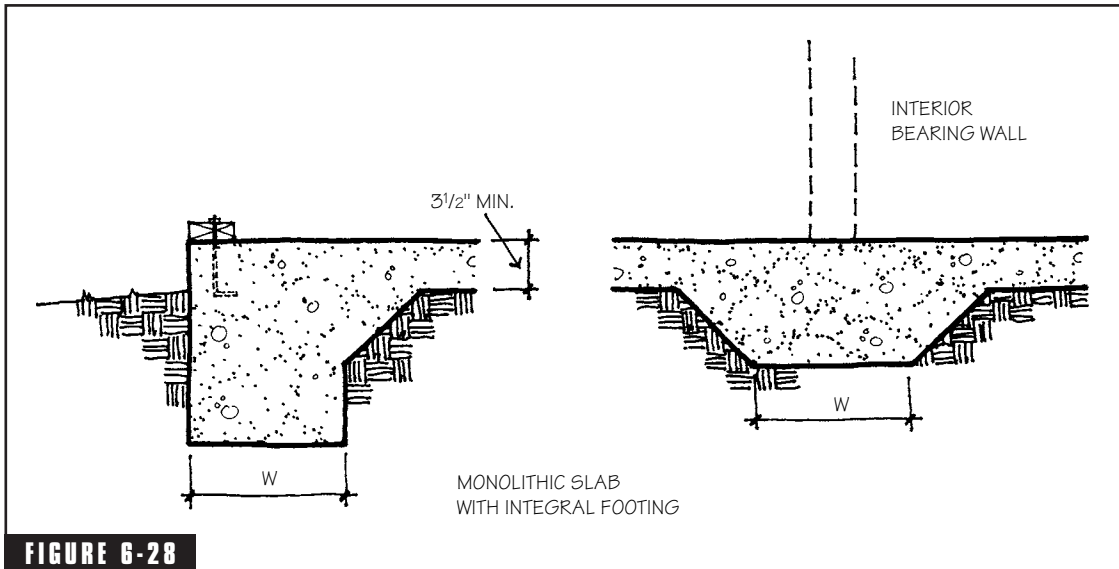 INTERIOR
BEARING WALL
3 1/2" MIN.
W
W
MONOLITHIC SLAB
WITH INTEGRAL FOOTING
FIGURE 6-28